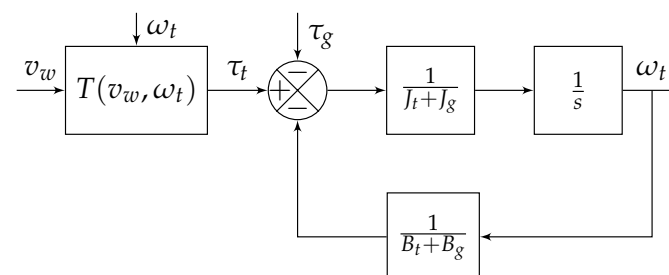 ω_t
τ_g
v_w
T(v_w, ω_t)
τ_t
+
−
−
1/(J_t+J_g)
1/s
ω_t
1/(B_t+B_g)